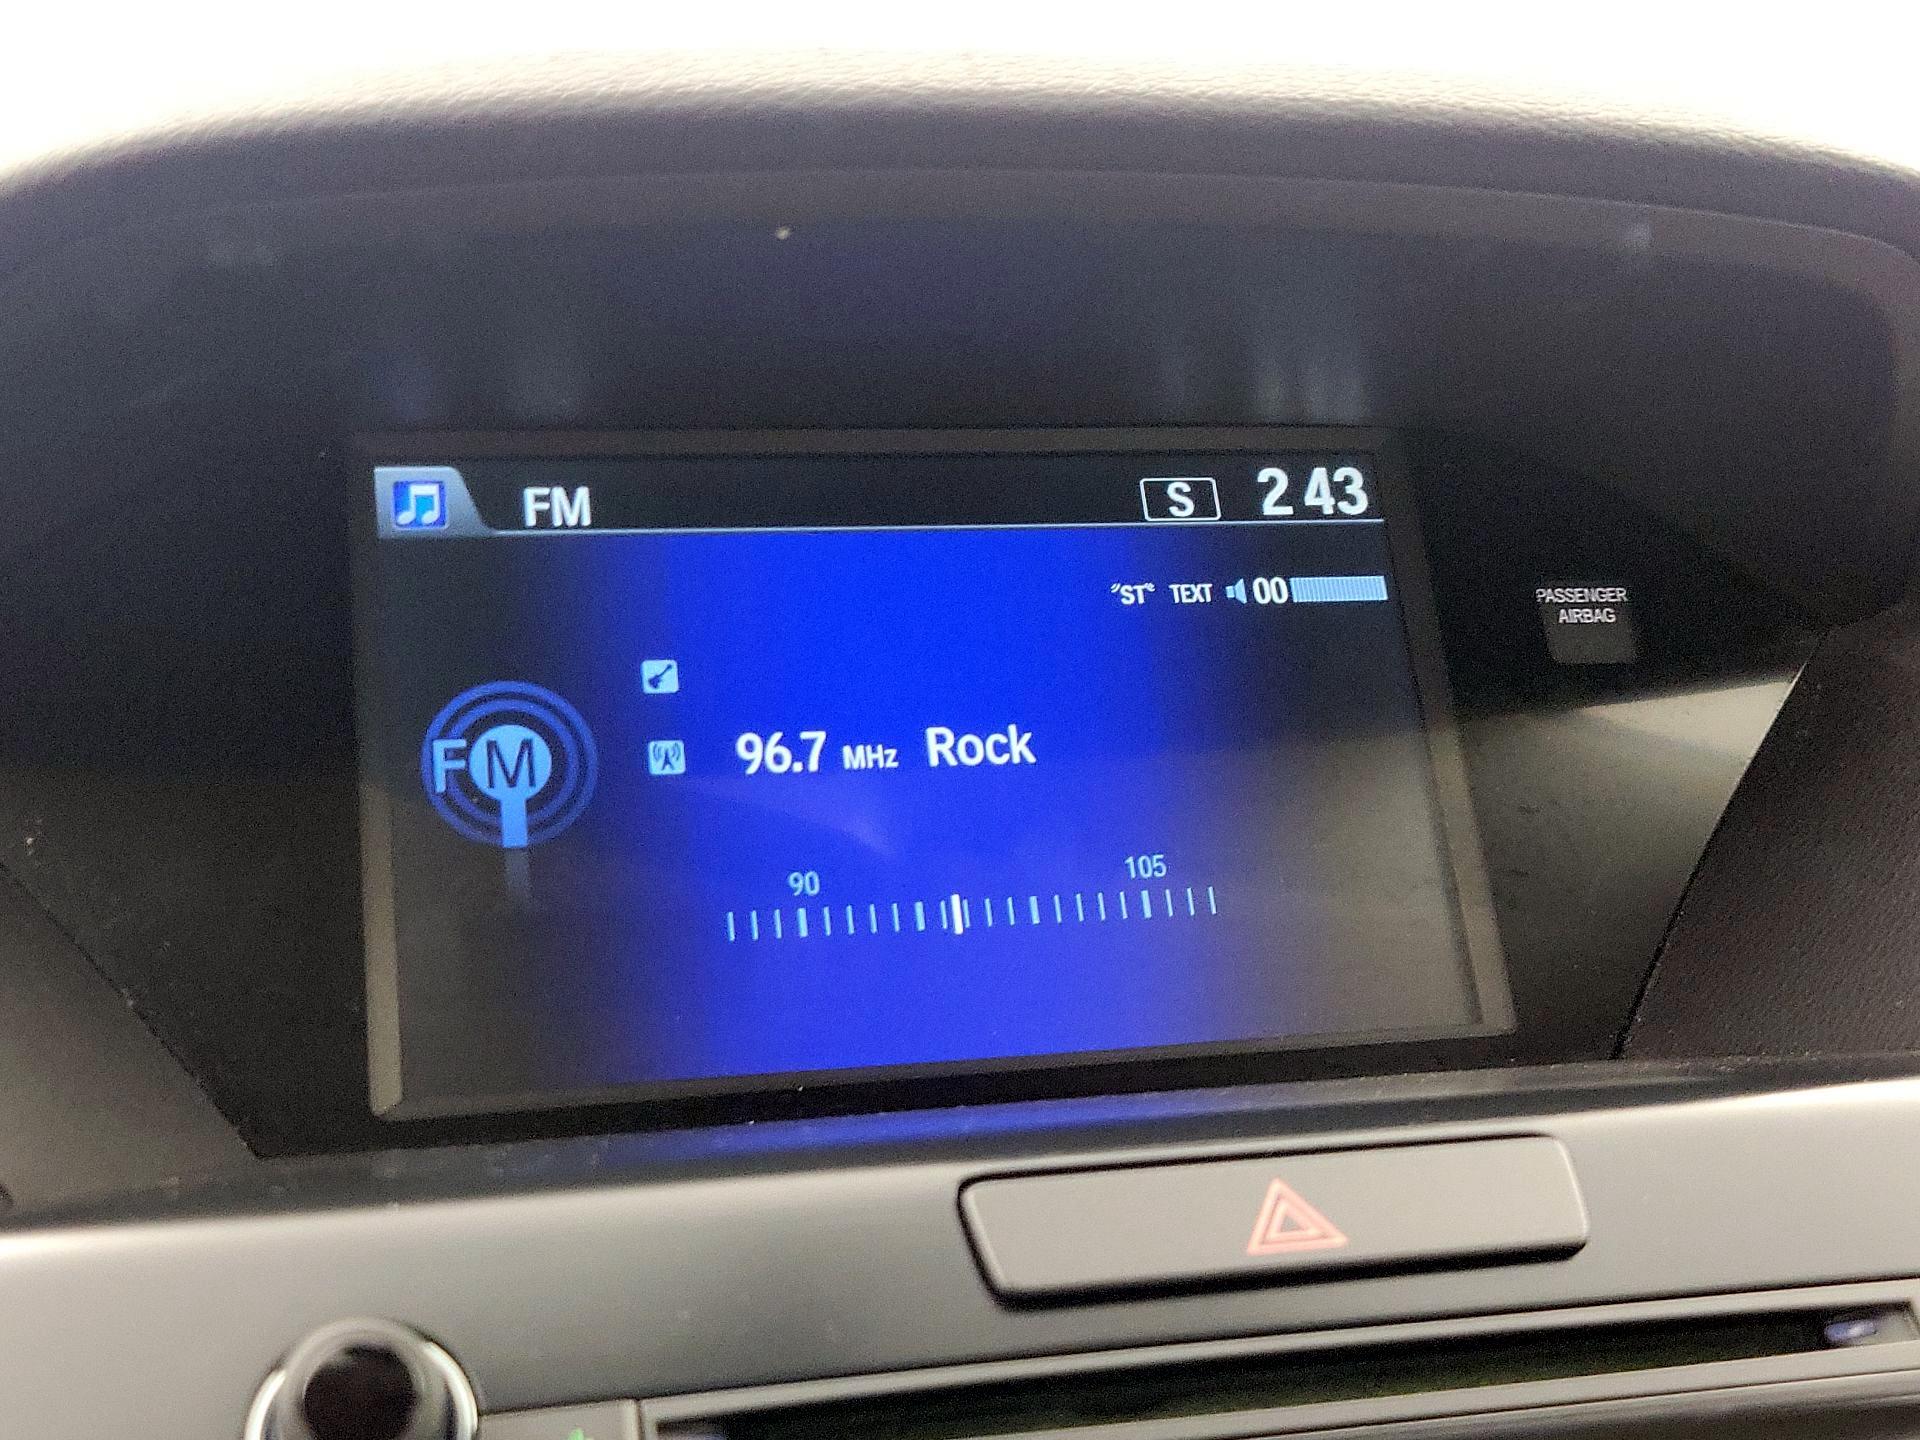 FM S 2 43
"ST" TEXT 00
PASSENGER
AIRBAG
FM
96.7 MHz Rock
90 105